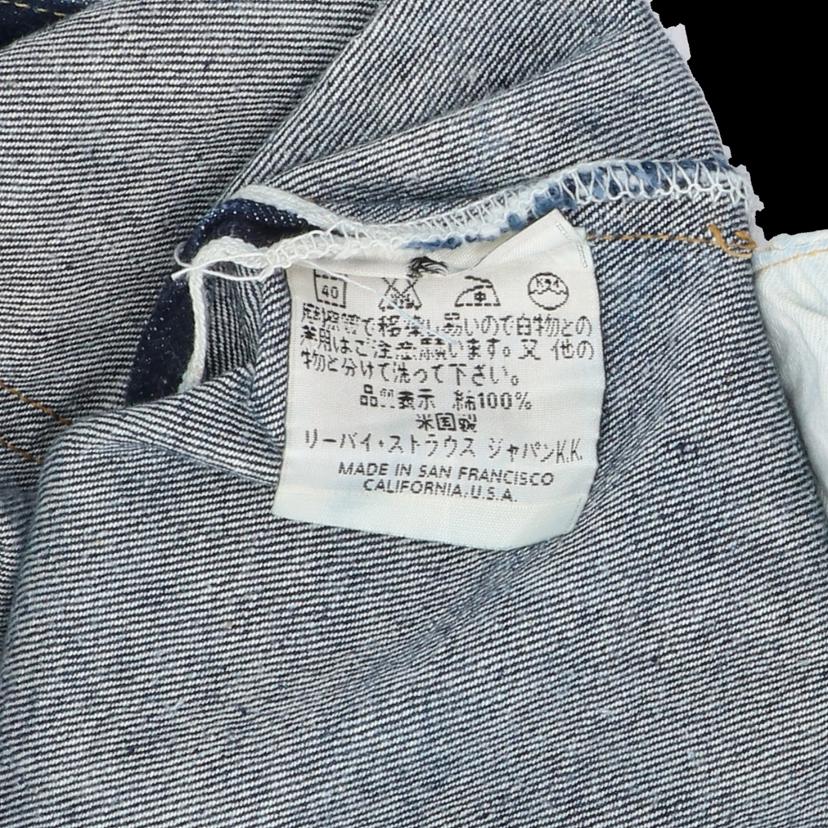 40 ドライ
で移染し易いので白物との
着用はご注意願います。又 他の
物と分けて洗って下さい。
品質表示 綿100%
米国製
リーバイ・ストラウス ジャパンK.K.
MADE IN SAN FRANCISCO
CALIFORNIA.U.S.A.